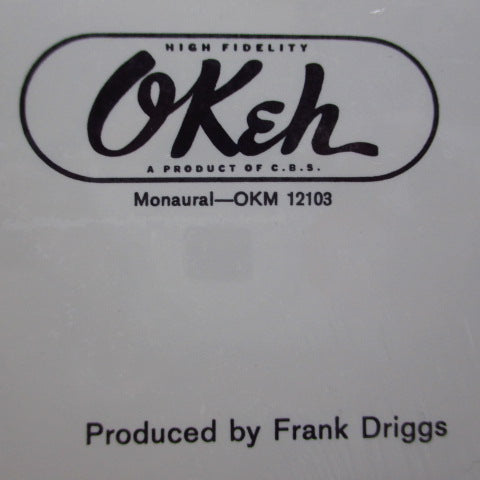 HIGH FIDELITY
OKeh
A PRODUCT OF C.B.S.
Monaural—OKM 12103
Produced by Frank Driggs